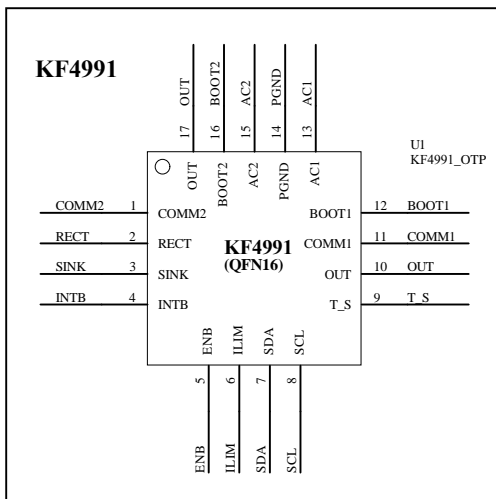 KF4991
OUT
BOOT2
AC2
PGND
AC1
17
16
15
14
13
U1
KF4991_OTP
OUT
BOOT2
AC2
PGND
AC1
COMM2 1 COMM2
BOOT1 12 BOOT1
RECT 2 RECT
COMM1 11 COMM1
KF4991
(QFN16)
SINK 3 SINK
OUT 10 OUT
INTB 4 INTB
T_S 9 T_S
ENB
ILIM
SDA
SCL
5
6
7
8
ENB
ILIM
SDA
SCL